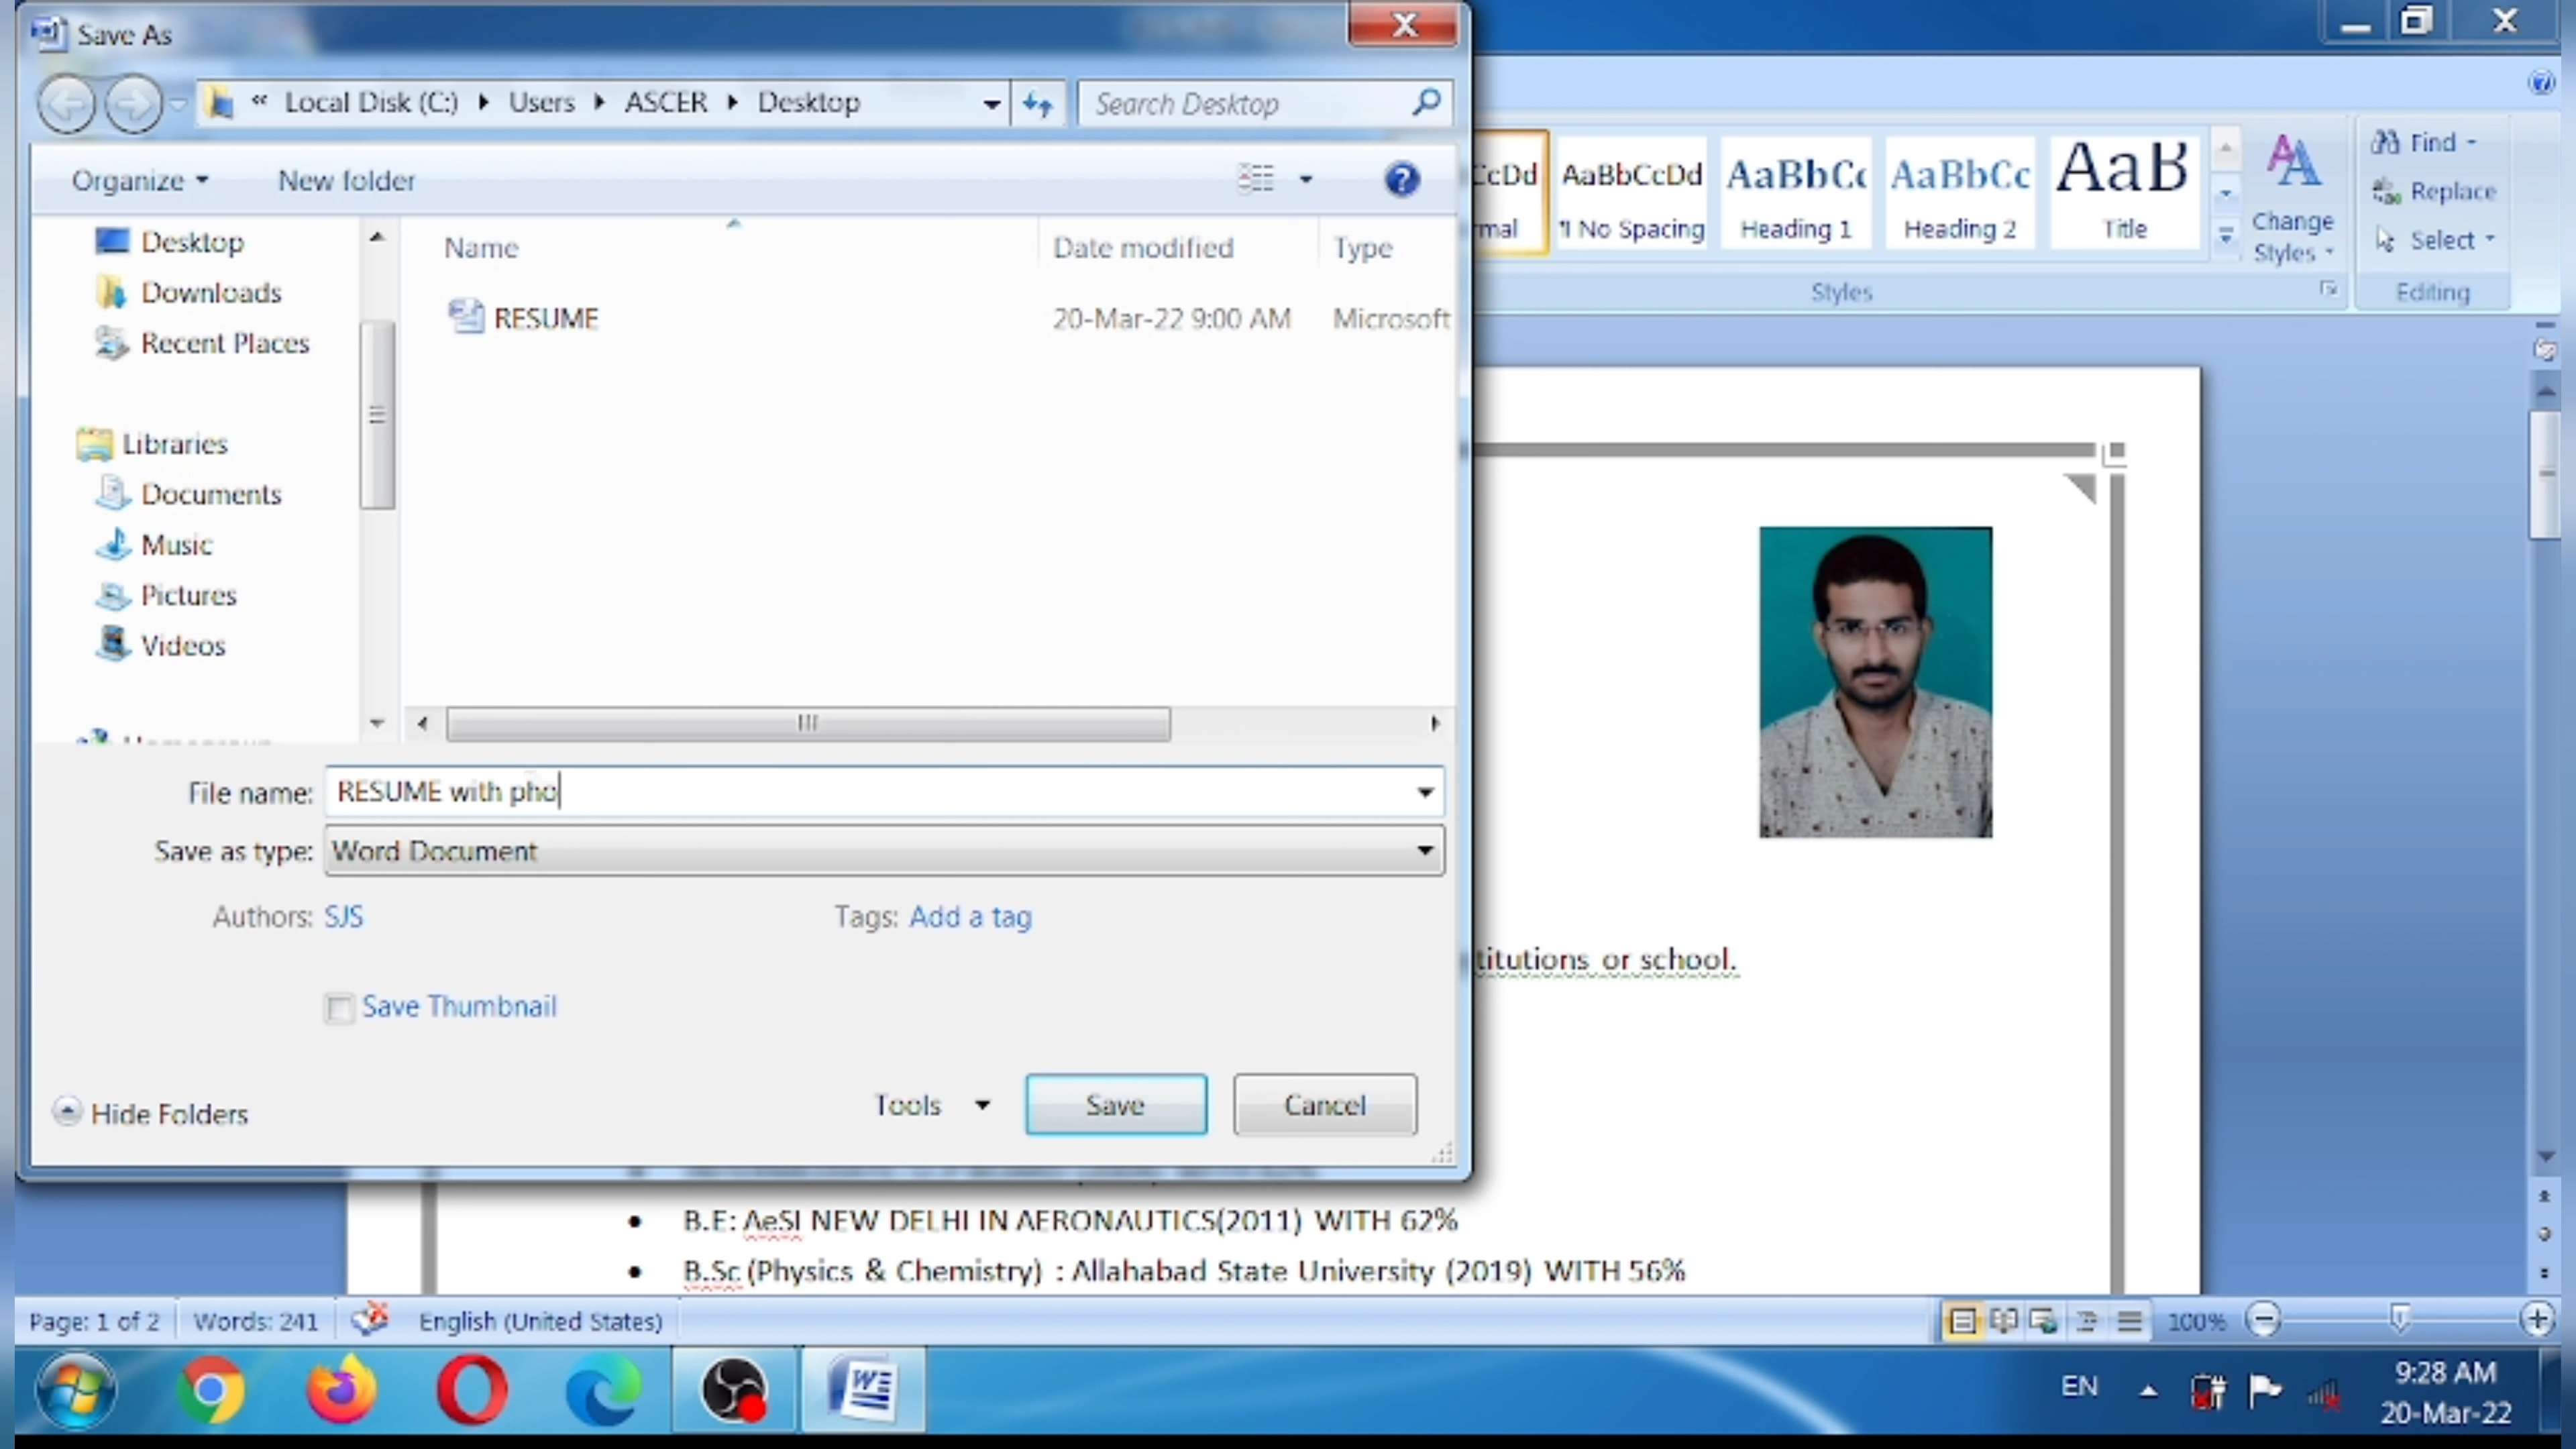 Save As
« Local Disk (C:) ▸ Users ▸ ASCER ▸ Desktop
Search Desktop
Organize
New folder
Desktop
Downloads
Recent Places
Libraries
Documents
Music
Pictures
Videos
Name
Date modified
Type
RESUME
20-Mar-22 9:00 AM
Microsoft
File name: RESUME with pho
Save as type: Word Document
Authors: SJS
Tags: Add a tag
Save Thumbnail
Hide Folders
Tools
Save
Cancel
CcDd
AaBbCcDd
AaBbCc
AaBbCc
AaB
mal
¶ No Spacing
Heading 1
Heading 2
Title
Change
Styles
Styles
Find
Replace
Select
Editing
titutions or school.
• B.E: AeSI NEW DELHI IN AERONAUTICS(2011) WITH 62%
• B.Sc (Physics & Chemistry) : Allahabad State University (2019) WITH 56%
Page: 1 of 2
Words: 241
English (United States)
100%
EN
9:28 AM
20-Mar-22